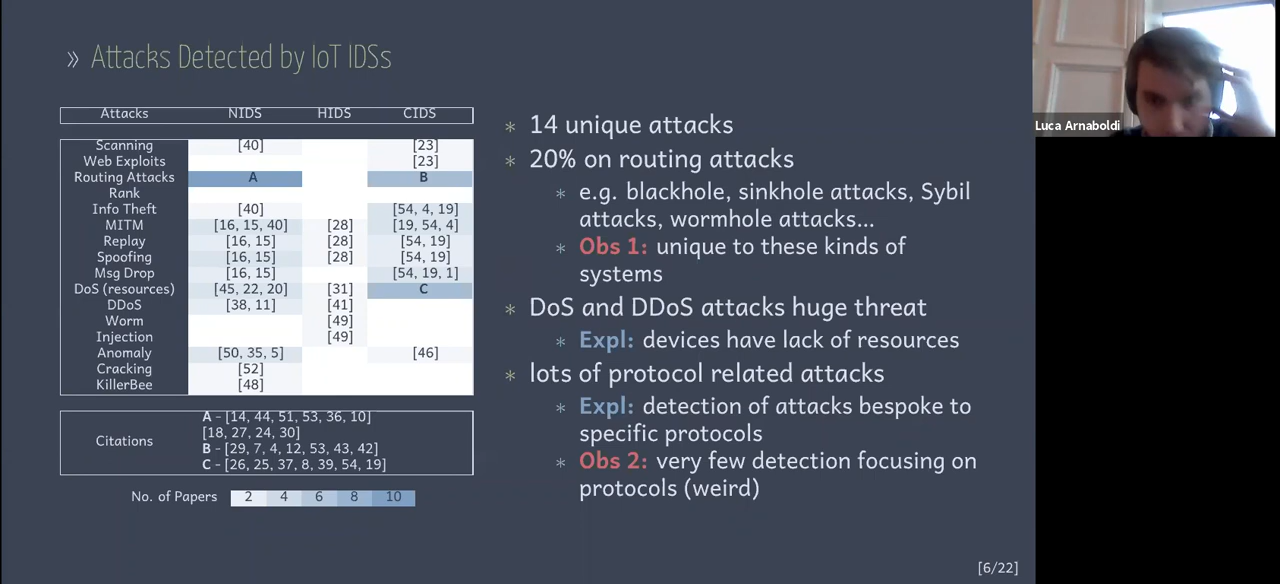 » Attacks Detected by IoT IDSs
Attacks NIDS HIDS CIDS
Scanning [40] [23]
Web Exploits [23]
Routing Attacks A B
Rank
Info Theft [40] [54, 4, 19]
MITM [16, 15, 40] [28] [19, 54, 4]
Replay [16, 15] [28] [54, 19]
Spoofing [16, 15] [28] [54, 19]
Msg Drop [16, 15] [54, 19, 1]
DoS (resources) [45, 22, 20] [31] C
DDoS [38, 11] [41]
Worm [49]
Injection [49]
Anomaly [50, 35, 5] [46]
Cracking [52]
KillerBee [48]
Citations
A - [14, 44, 51, 53, 36, 10]
[18, 27, 24, 30]
B - [29, 7, 4, 12, 53, 43, 42]
C - [26, 25, 37, 8, 39, 54, 19]
No. of Papers 2 4 6 8 10
* 14 unique attacks
* 20% on routing attacks
* e.g. blackhole, sinkhole attacks, Sybil
attacks, wormhole attacks...
* Obs 1: unique to these kinds of
systems
* DoS and DDoS attacks huge threat
* Expl: devices have lack of resources
* lots of protocol related attacks
* Expl: detection of attacks bespoke to
specific protocols
* Obs 2: very few detection focusing on
protocols (weird)
[6/22]
Luca Arnaboldi